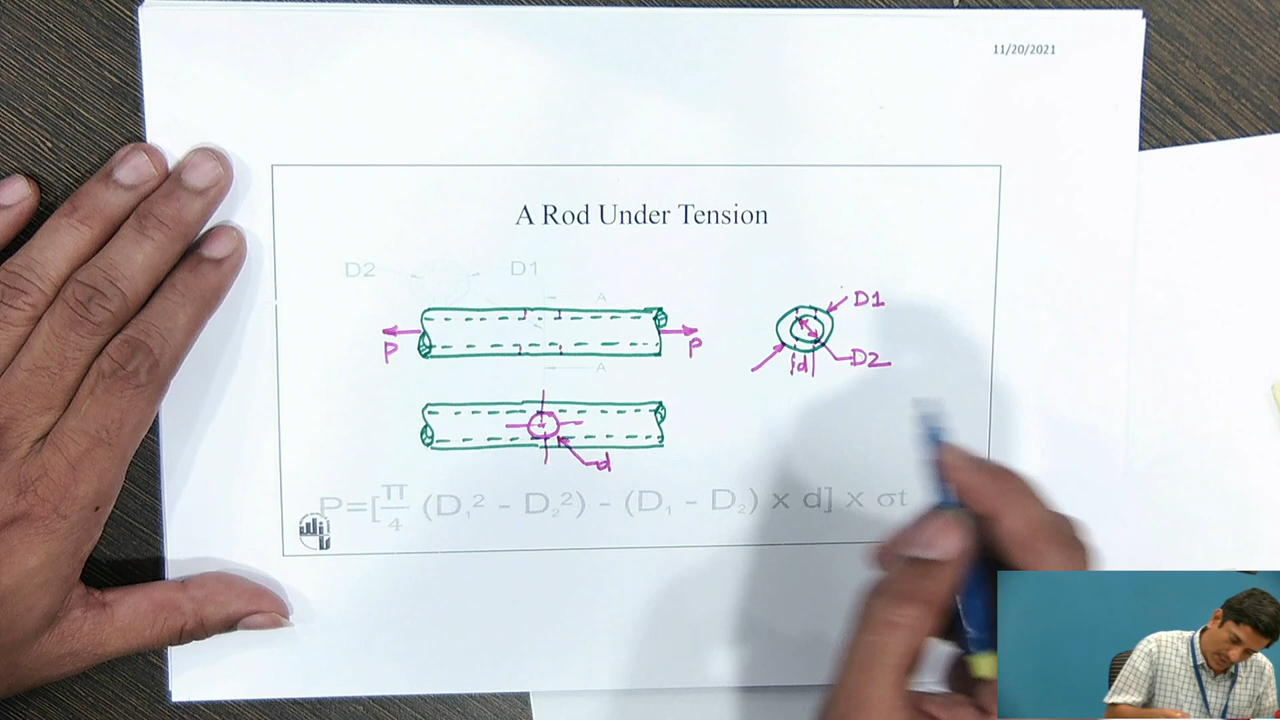 11/20/2021
A Rod Under Tension
D2 D1 A
D1
P P
A
d D2
d
P=[π/4 (D₁² - D₂²) - (D₁ - D₂) x d] x σt